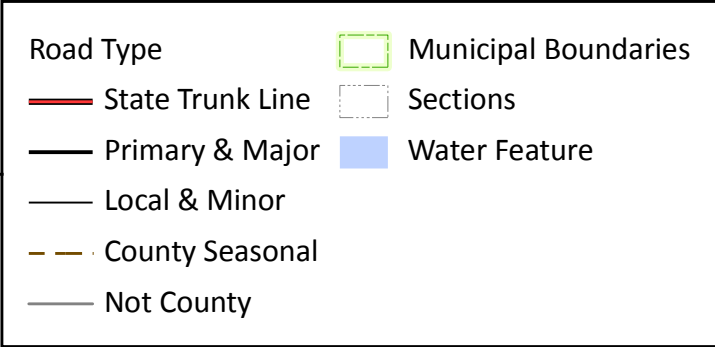 Road Type
State Trunk Line
Primary & Major
Local & Minor
County Seasonal
Not County
Municipal Boundaries
Sections
Water Feature